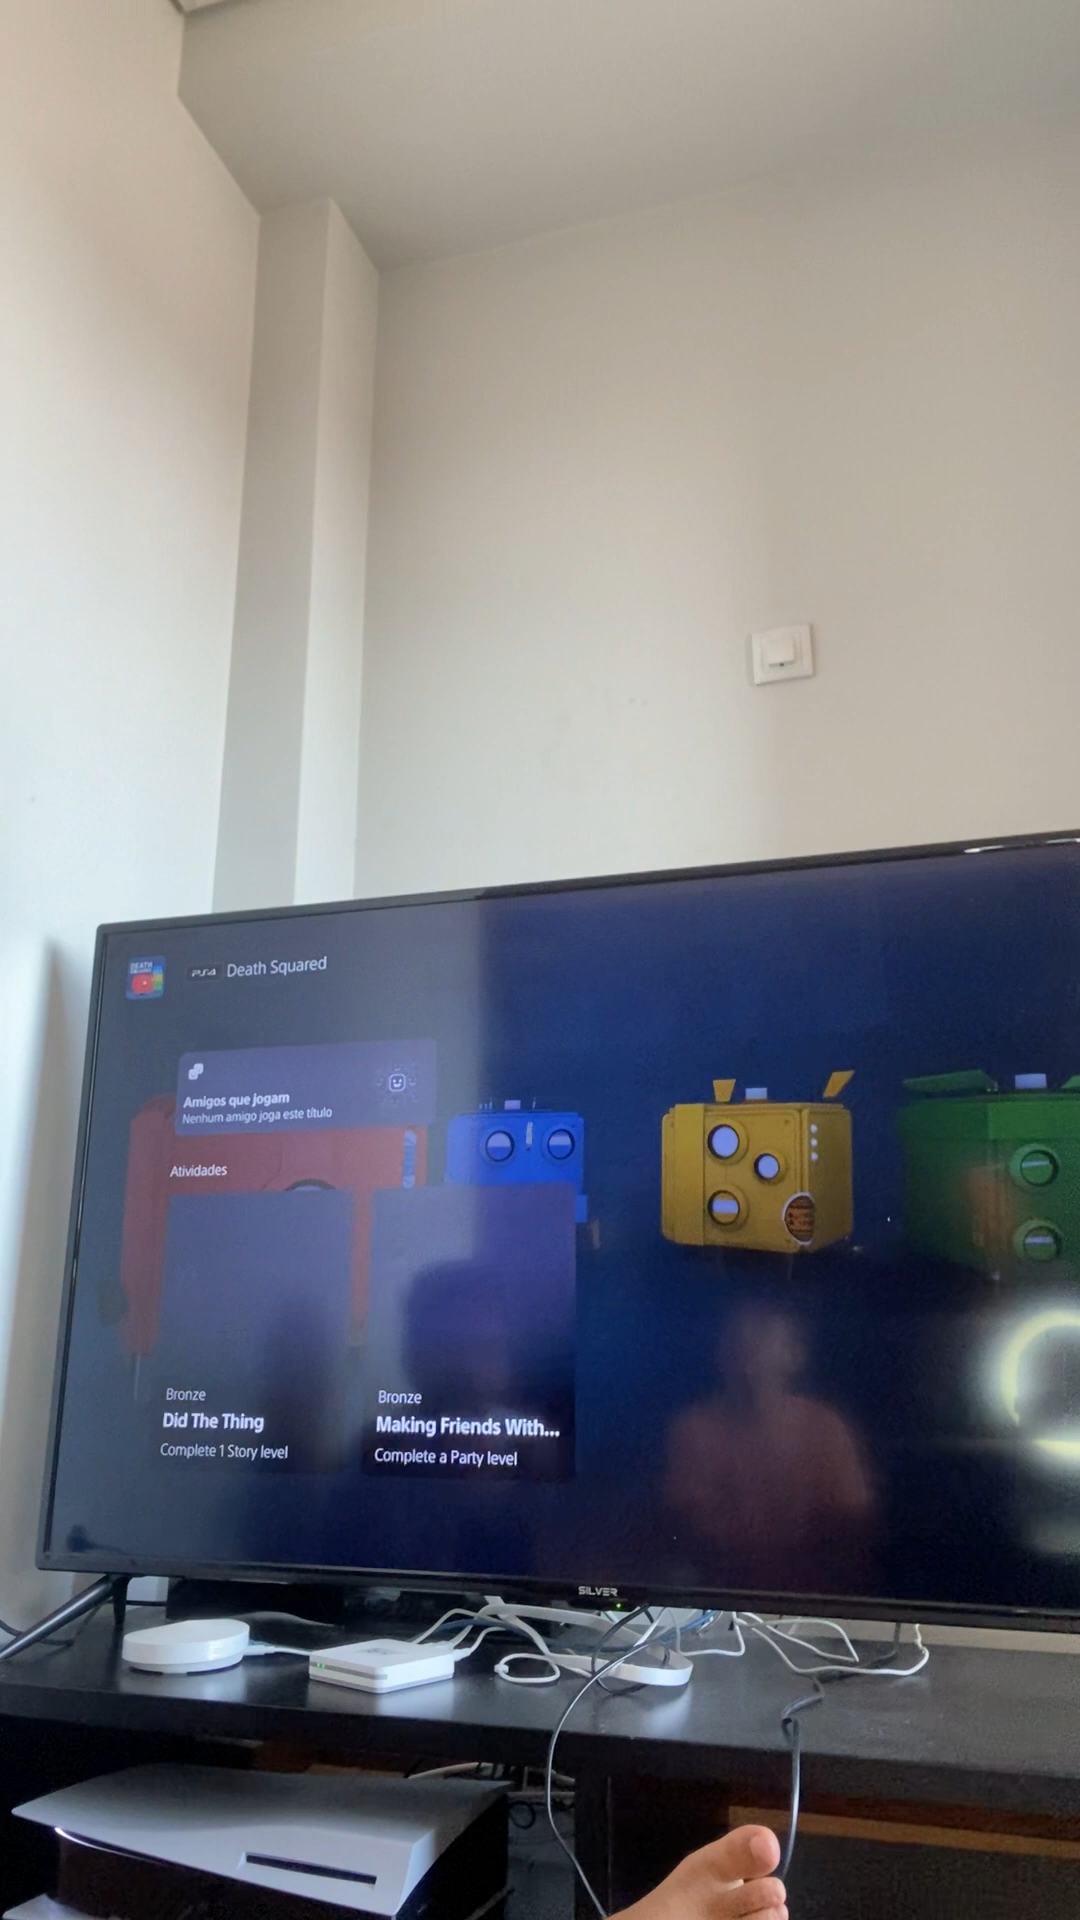 DEATH
PS4 Death Squared
Amigos que jogam
Nenhum amigo joga este título
Atividades
Bronze
Did The Thing
Complete 1 Story level
Bronze
Making Friends With...
Complete a Party level
SILVER